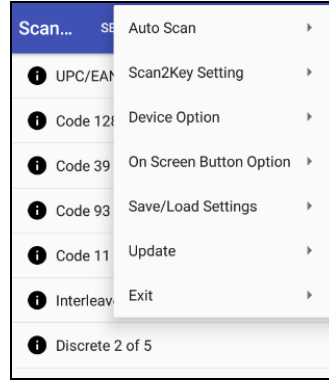 Scan...
Auto Scan
UPC/EAN
Scan2Key Setting
Code 128
Device Option
Code 39
On Screen Button Option
Code 93
Save/Load Settings
Code 11
Update
Exit
Discrete 2 of 5